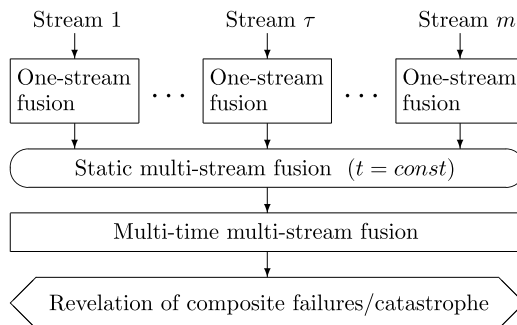 Stream 1 Stream τ Stream m
One-stream fusion ... One-stream fusion ... One-stream fusion
Static multi-stream fusion (t = const)
Multi-time multi-stream fusion
Revelation of composite failures/catastrophe